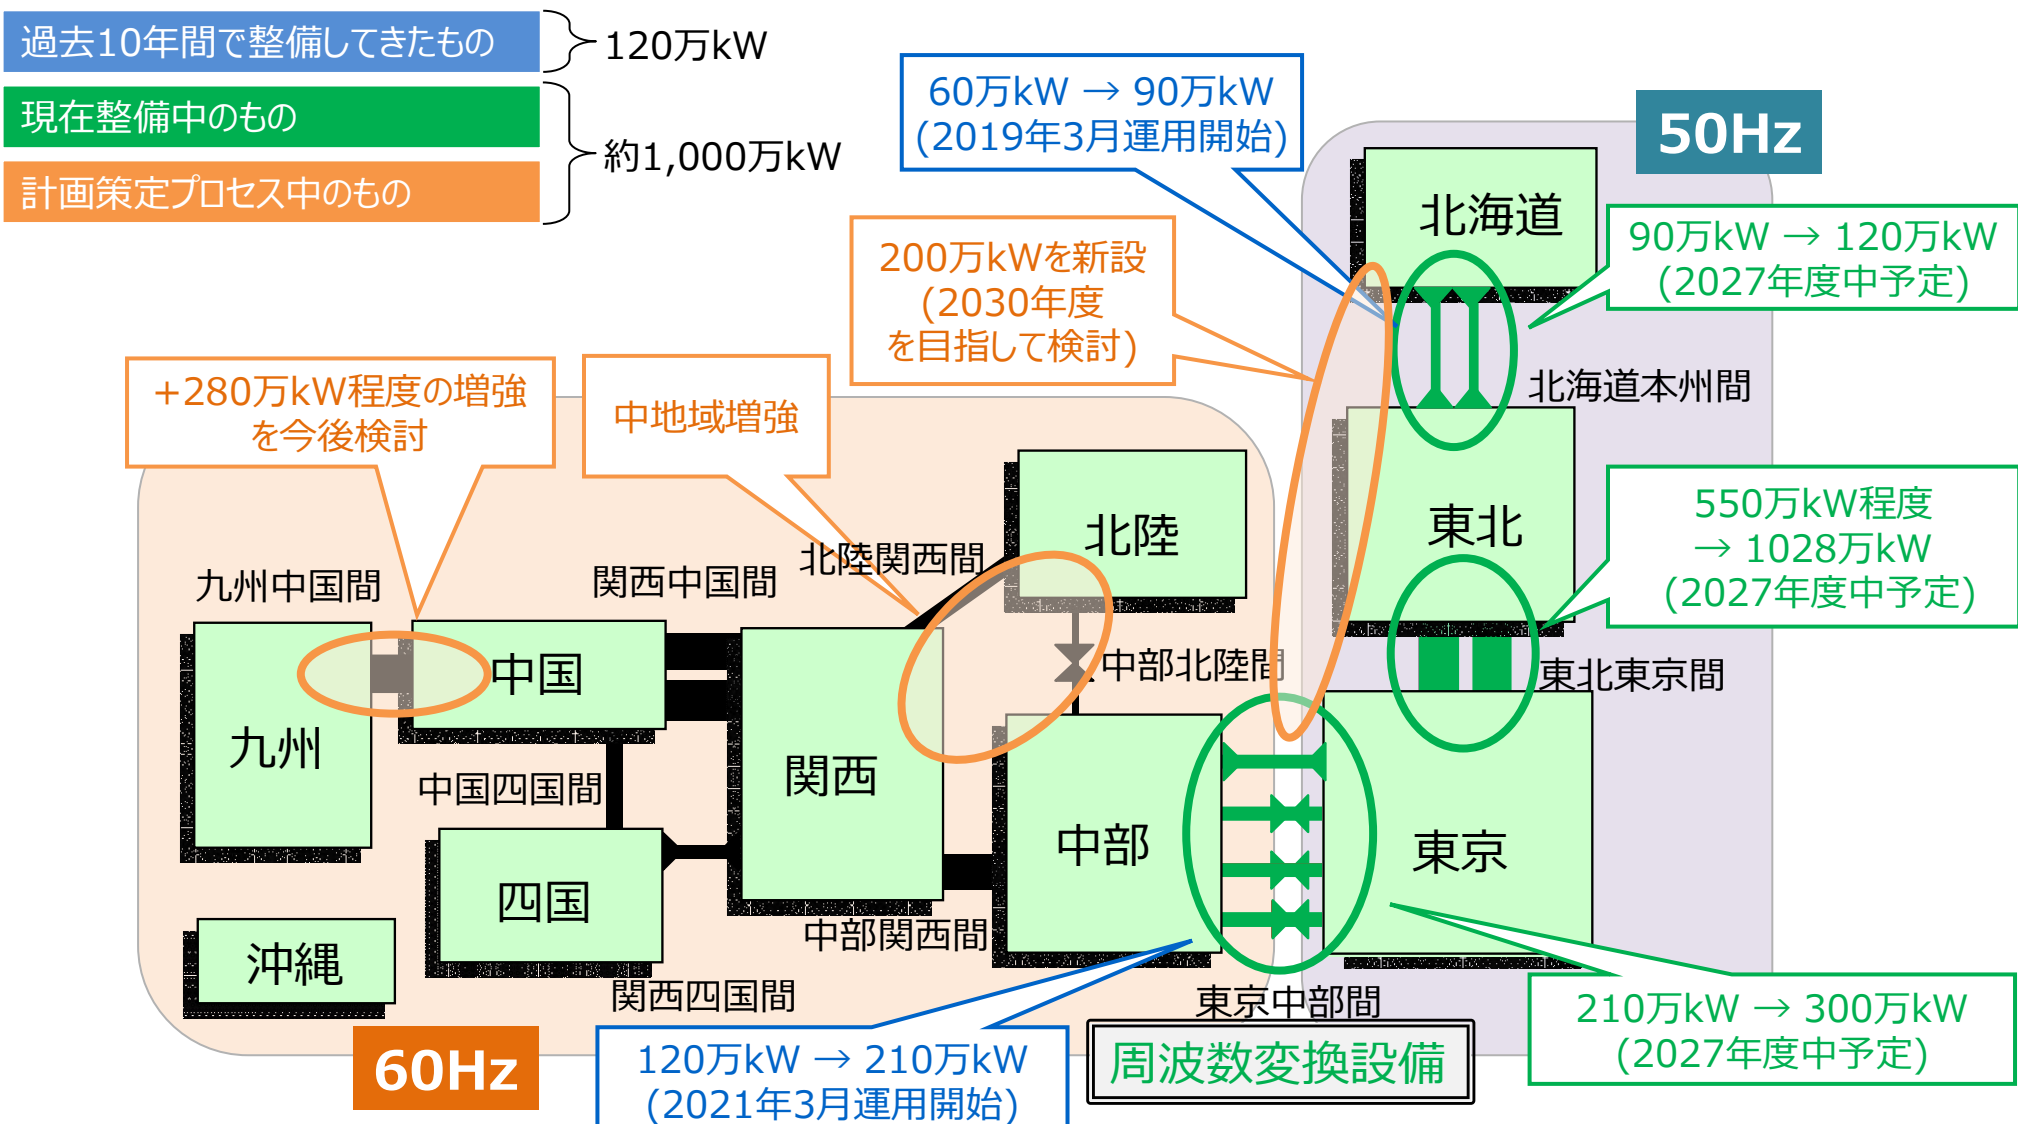 過去10年間で整備してきたもの
120万kW
現在整備中のもの
計画策定プロセス中のもの
約1,000万kW
60万kW → 90万kW
(2019年3月運用開始)
50Hz
北海道
90万kW → 120万kW
(2027年度中予定)
200万kWを新設
(2030年度
を目指して検討)
北海道本州間
+280万kW程度の増強
を今後検討
中地域増強
東北
550万kW程度
→ 1028万kW
(2027年度中予定)
北陸
北陸関西間
九州中国間
関西中国間
中国
中部北陸間
東北東京間
九州
関西
中国四国間
中部
東京
四国
中部関西間
沖縄
関西四国間
東京中部間
周波数変換設備
210万kW → 300万kW
(2027年度中予定)
60Hz
120万kW → 210万kW
(2021年3月運用開始)